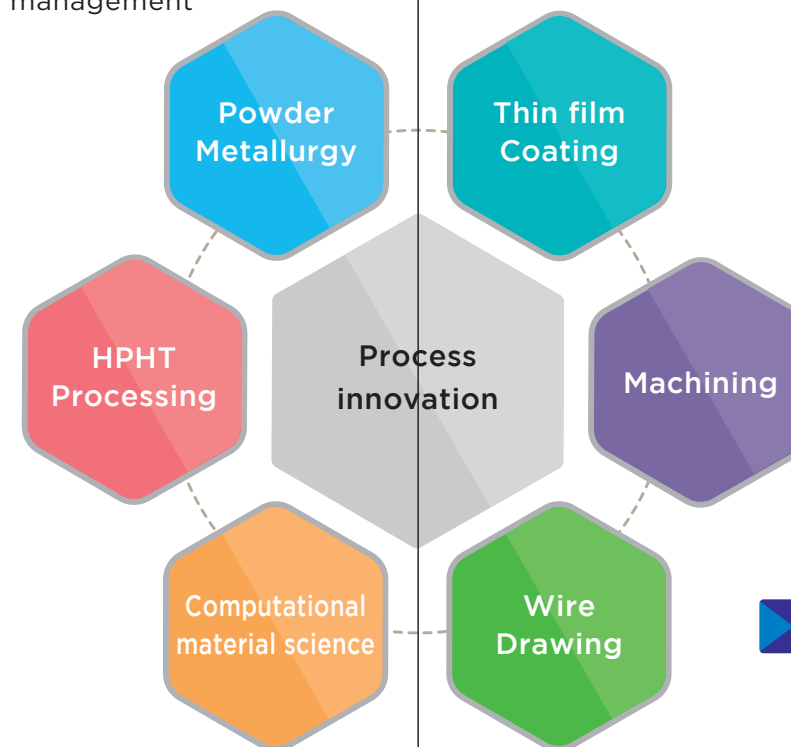 management
Powder
Metallurgy
Thin film
Coating
HPHT
Processing
Process
innovation
Machining
Computational
material science
Wire
Drawing